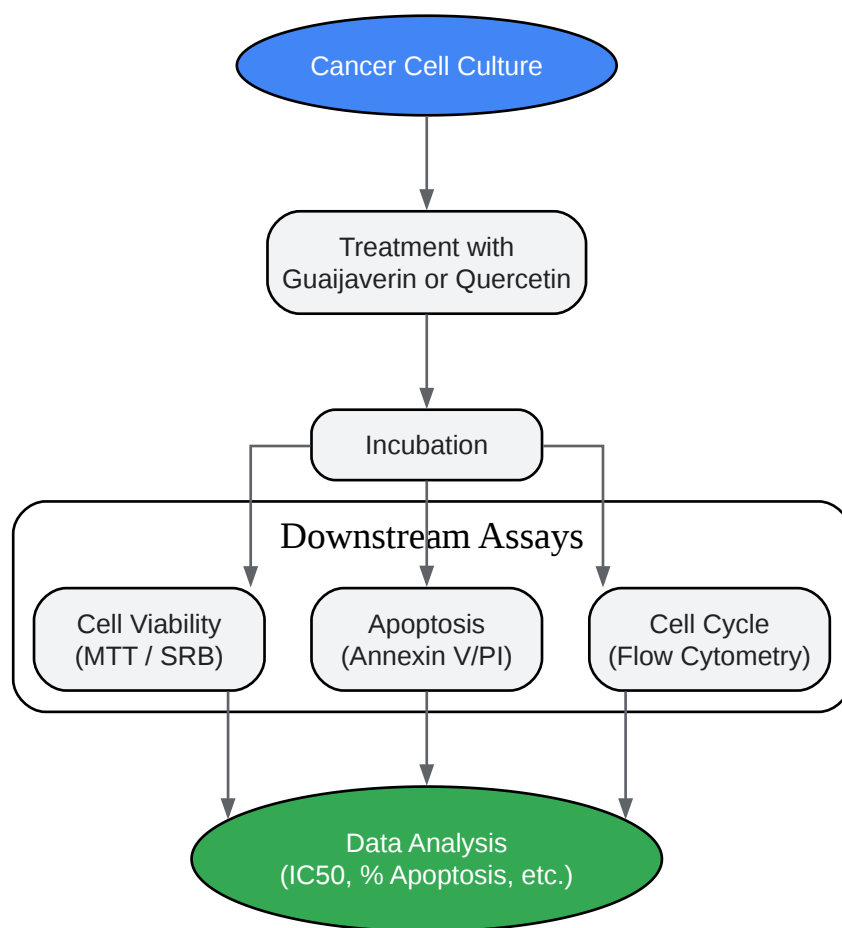 Cancer Cell Culture
Treatment with
Guaijaverin or Quercetin
Incubation
Downstream Assays
Cell Viability
(MTT / SRB)
Apoptosis
(Annexin V/PI)
Cell Cycle
(Flow Cytometry)
Data Analysis
(IC50, % Apoptosis, etc.)